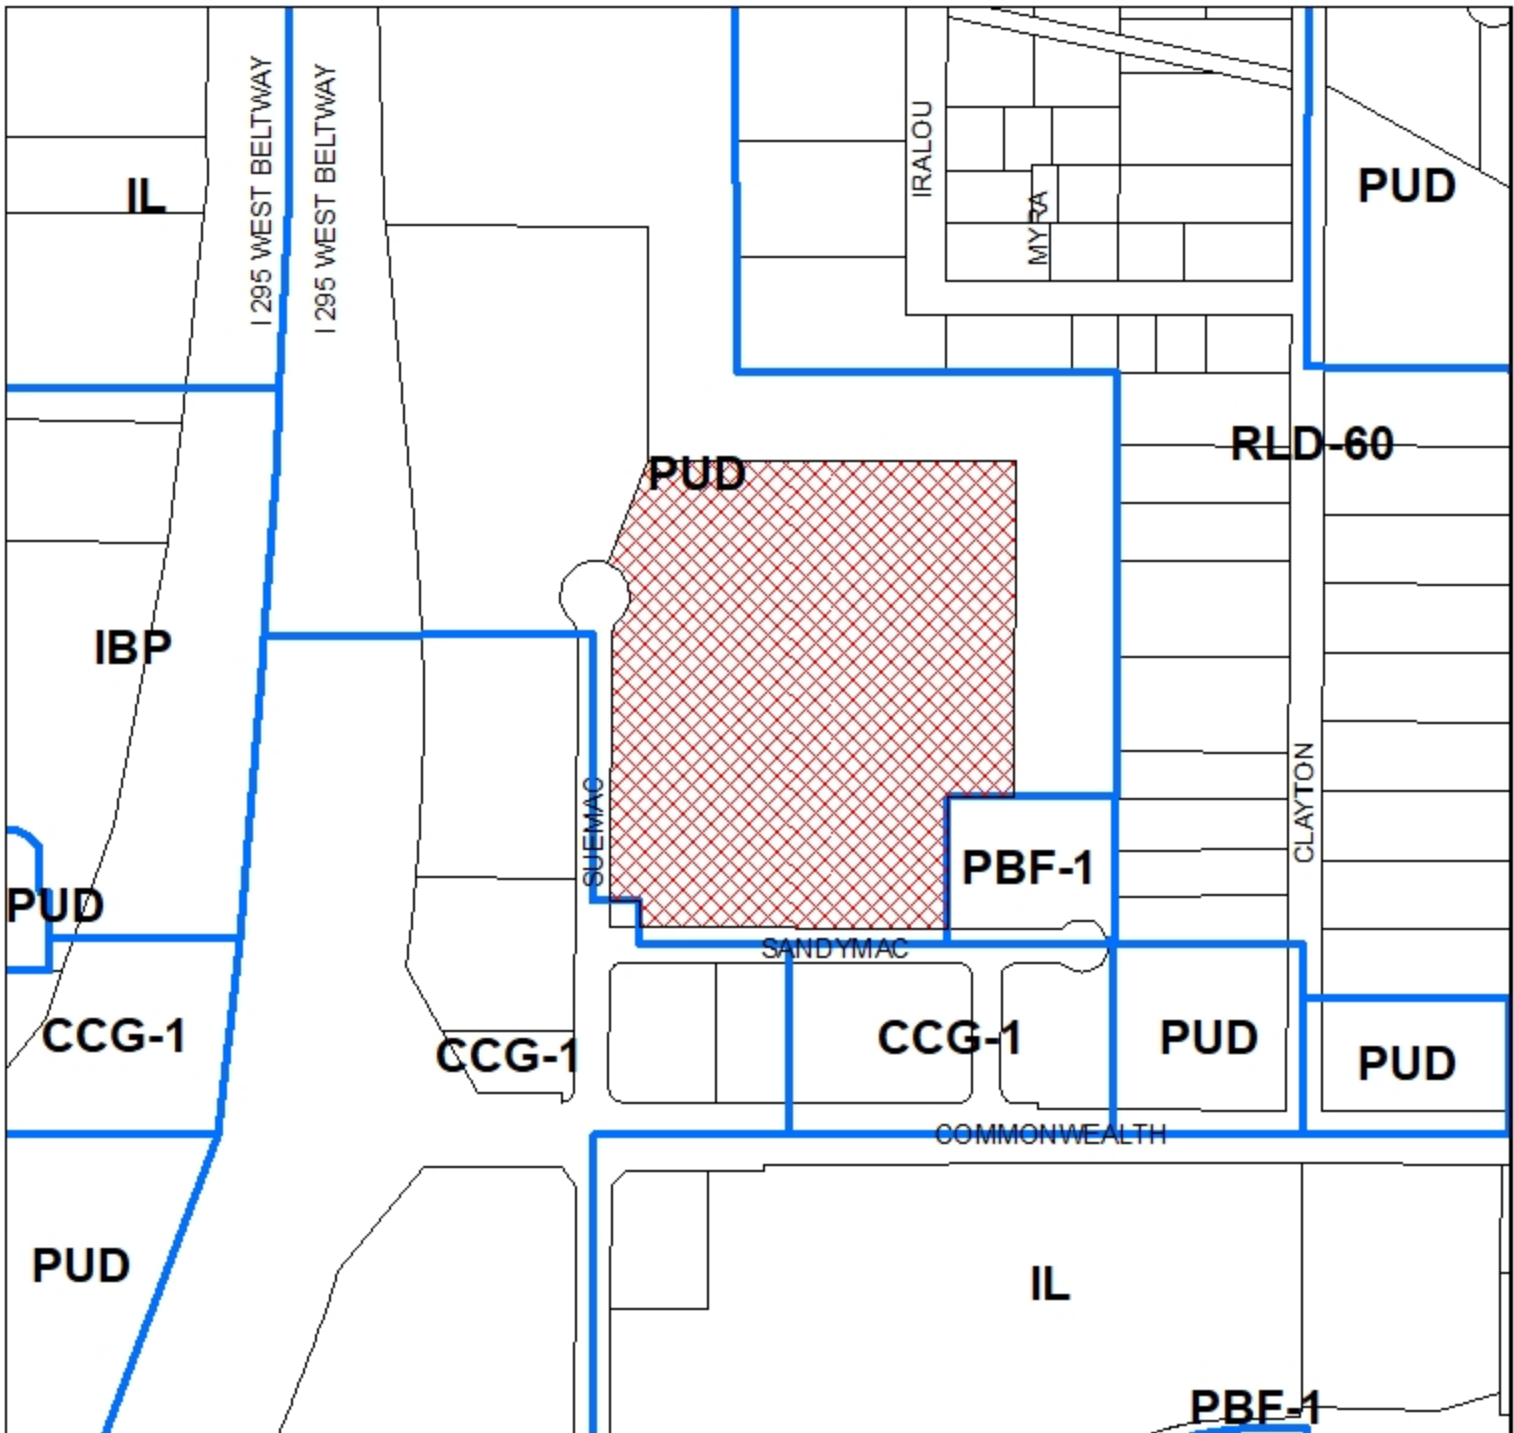 I 295 WEST BELTWAY
I 295 WEST BELTWAY
IRALOU
IL
PUD
MYRA
RLD-60
PUD
IBP
CLAYTON
SUEMAC
PBF-1
PUD
SANDYMAC
CCG-1
CCG-1
CCG-1
PUD
PUD
COMMONWEALTH
PUD
IL
PBF-1